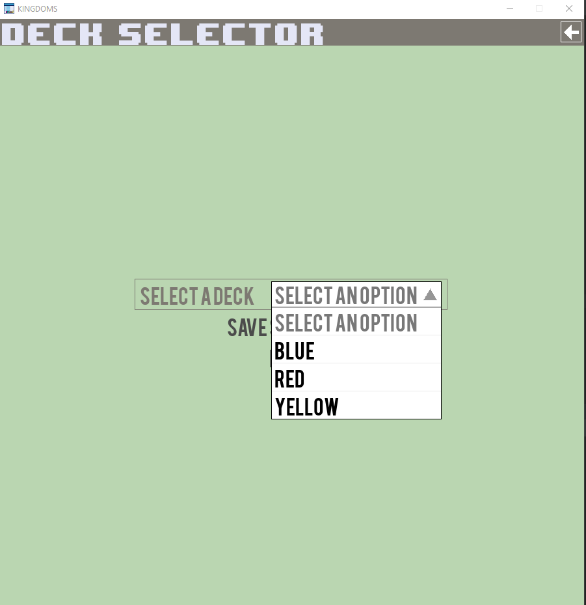 KINGDOMS
DECK SELECTOR
SELECT A DECK
SELECT AN OPTION
SAVE
SELECT AN OPTION
BLUE
RED
YELLOW